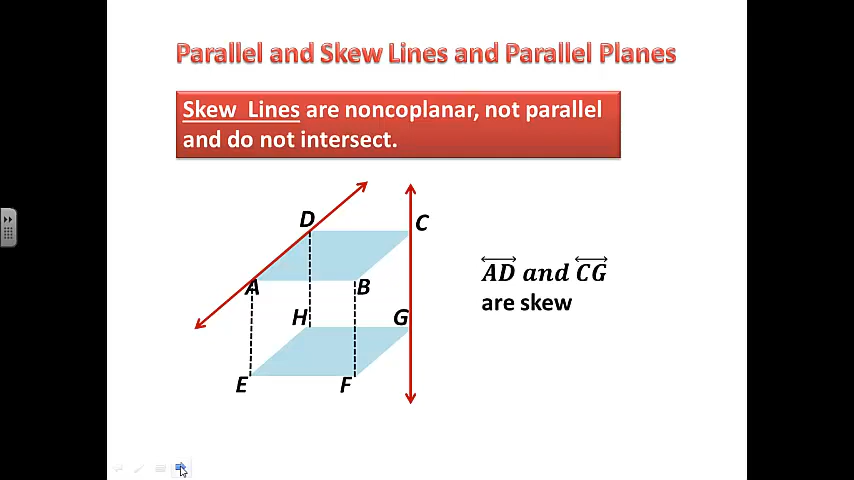 Parallel and Skew Lines and Parallel Planes
Skew Lines are noncoplanar, not parallel
and do not intersect.
D
C
A
B
H
G
E
F
AD and CG
are skew